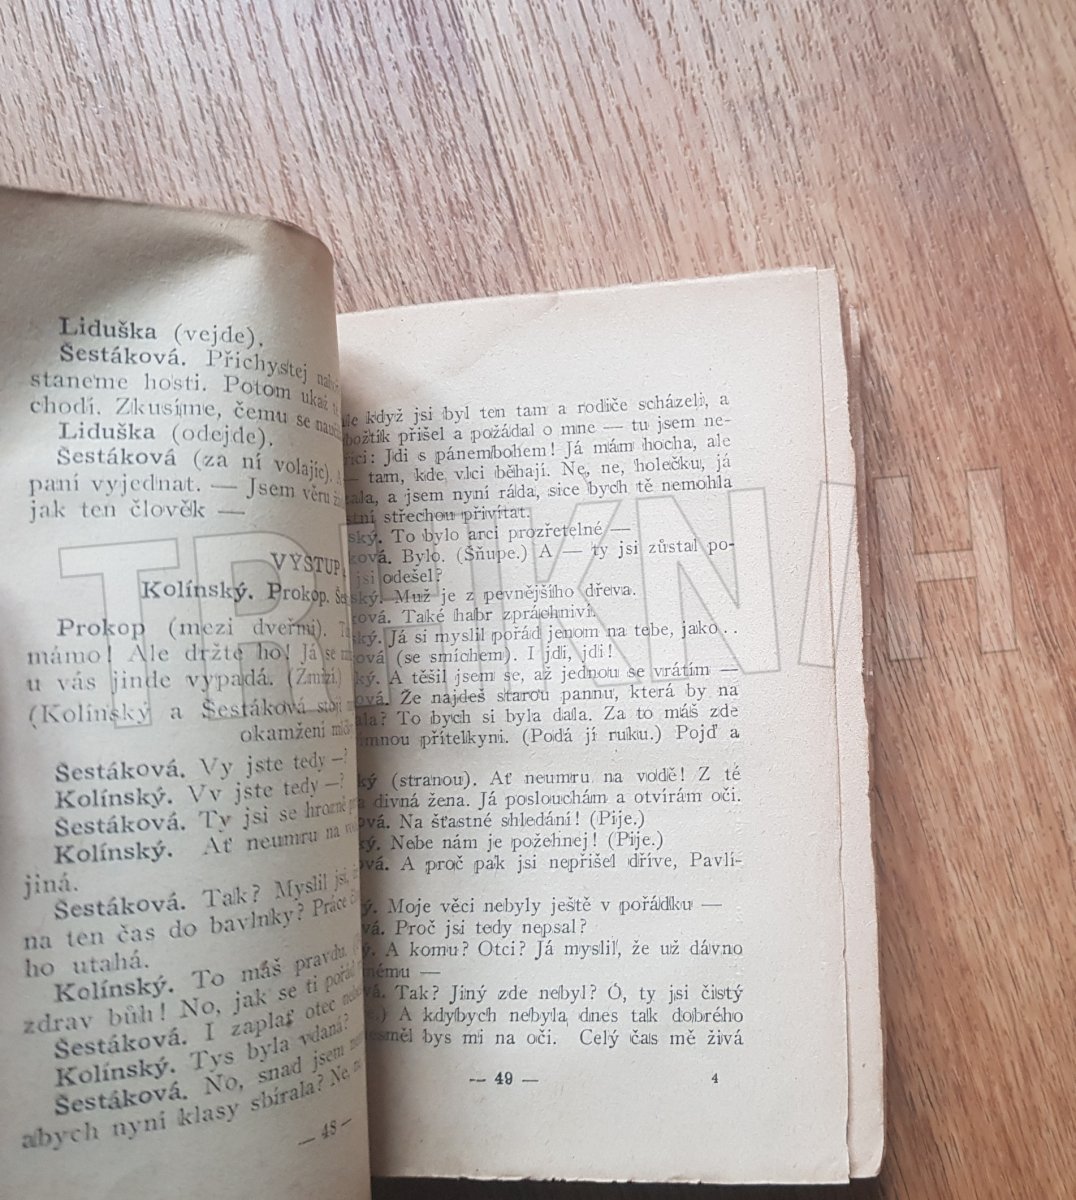 Liduška (vejde).
Šestáková. Přichystej
staneme hosti. Potom ukaž
chodí. Zkusíme, čemu se
Liduška (odejde).
Šestáková (za ní volajíc).
paní vyjednat. — Jsem věru
jak ten člověk —
VÝSTUP
Kolínský. Prokop.
Prokop (mezi dveřmi).
mámo! Ale držte ho! Já se
u vás jinde vypadá. (Zmizí.)
(Kolínský a Šestáková stojí
okamžení
Šestáková. Vy jste tedy —?
Kolínský. Vy jste tedy —?
Šestáková. Ty jsi se hrozně
Kolínský. Ať neumru na
jiná.
Šestáková. Tak? Myslil jsi,
na ten čas do bavlnky? Práce
ho utahá.
Kolínský. To máš pravdu.
zdrav bůh! No, jak se ti pořád
Šestáková. I zaplať otec
Kolínský. Tys byla vdaná?
Šestáková. No, snad jsem
abych nyní klasy sbírala? Ne,
— 48 —
když jsi byl ten tam a rodiče scházeli, a
přišel a požádal o mne — tu jsem ne-
Jdi s pánembohem! Já mám hocha, ale
— tam, kde vlci běhají. Ne, ne, holečku, já
a jsem nyní ráda, sice bych tě nemohla
střechou přivítat.
To bylo arci prozřetelné —
Bylo. (Šňupe.) A — ty jsi zůstal po-
jsi odešel?
Muž je z pevnějšího dřeva.
Také habr zpráchniví.
Já si myslil pořád jenom na tebe, jako..
(se smíchem). I jdi, jdi!
A těšil jsem se, až jednou se vrátím —
Že najdeš starou pannu, která by na
To bych si byla dala. Za to máš zde
přítelkyni. (Podá jí ruku.) Pojď a
(stranou). Ať neumru na vodě! Z té
divná žena. Já poslouchám a otvírám oči.
Na šťastné shledání! (Pije.)
Nebe nám je požehnej! (Pije.)
A proč pak jsi nepřišel dříve, Pavlí-
Moje věci nebyly ještě v pořádku —
Proč jsi tedy nepsal?
A komu? Otci? Já myslil, že už dávno
—
Tak? Jiný zde nebyl? Ó, ty jsi čistý
A kdybych nebyla dnes tak dobrého
bys mi na oči. Celý čas mě živá
— 49 —
4
TRHKNIH